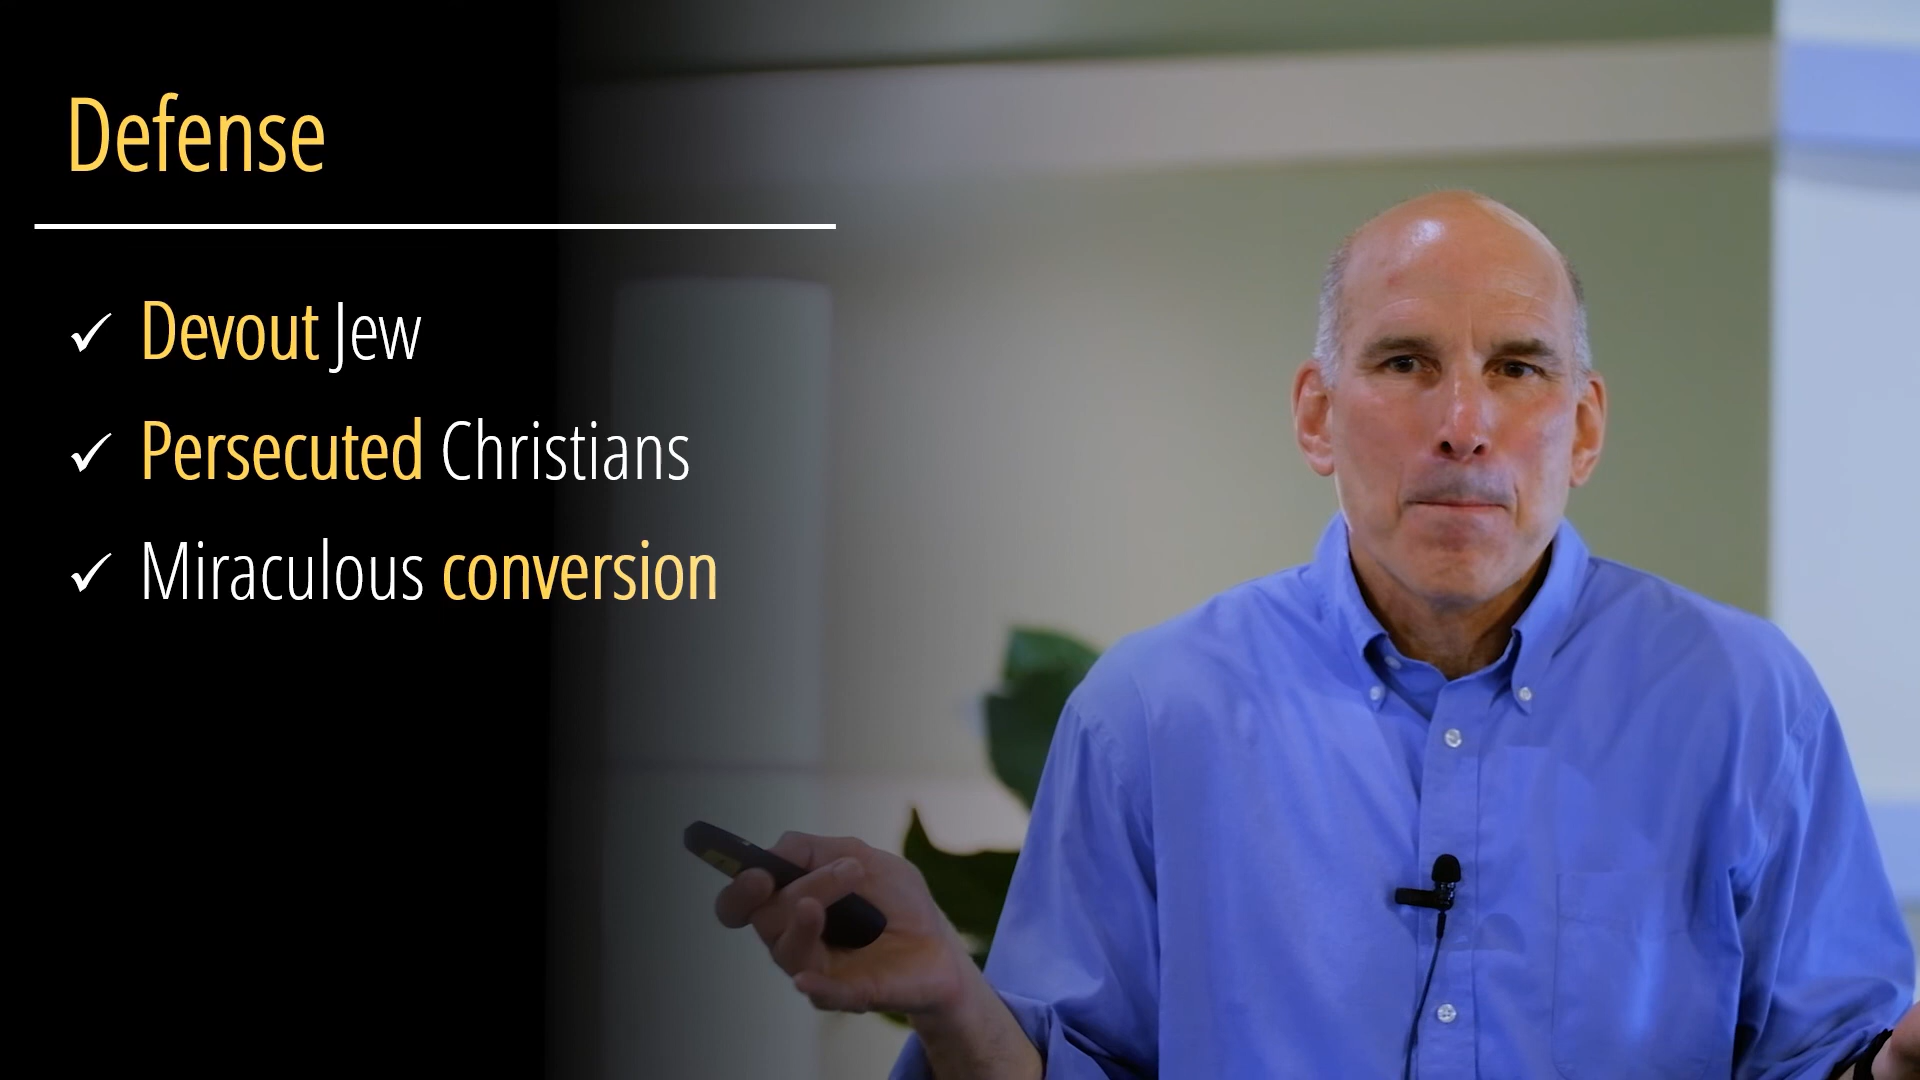 Defense
✓ Devout Jew
✓ Persecuted Christians
✓ Miraculous conversion